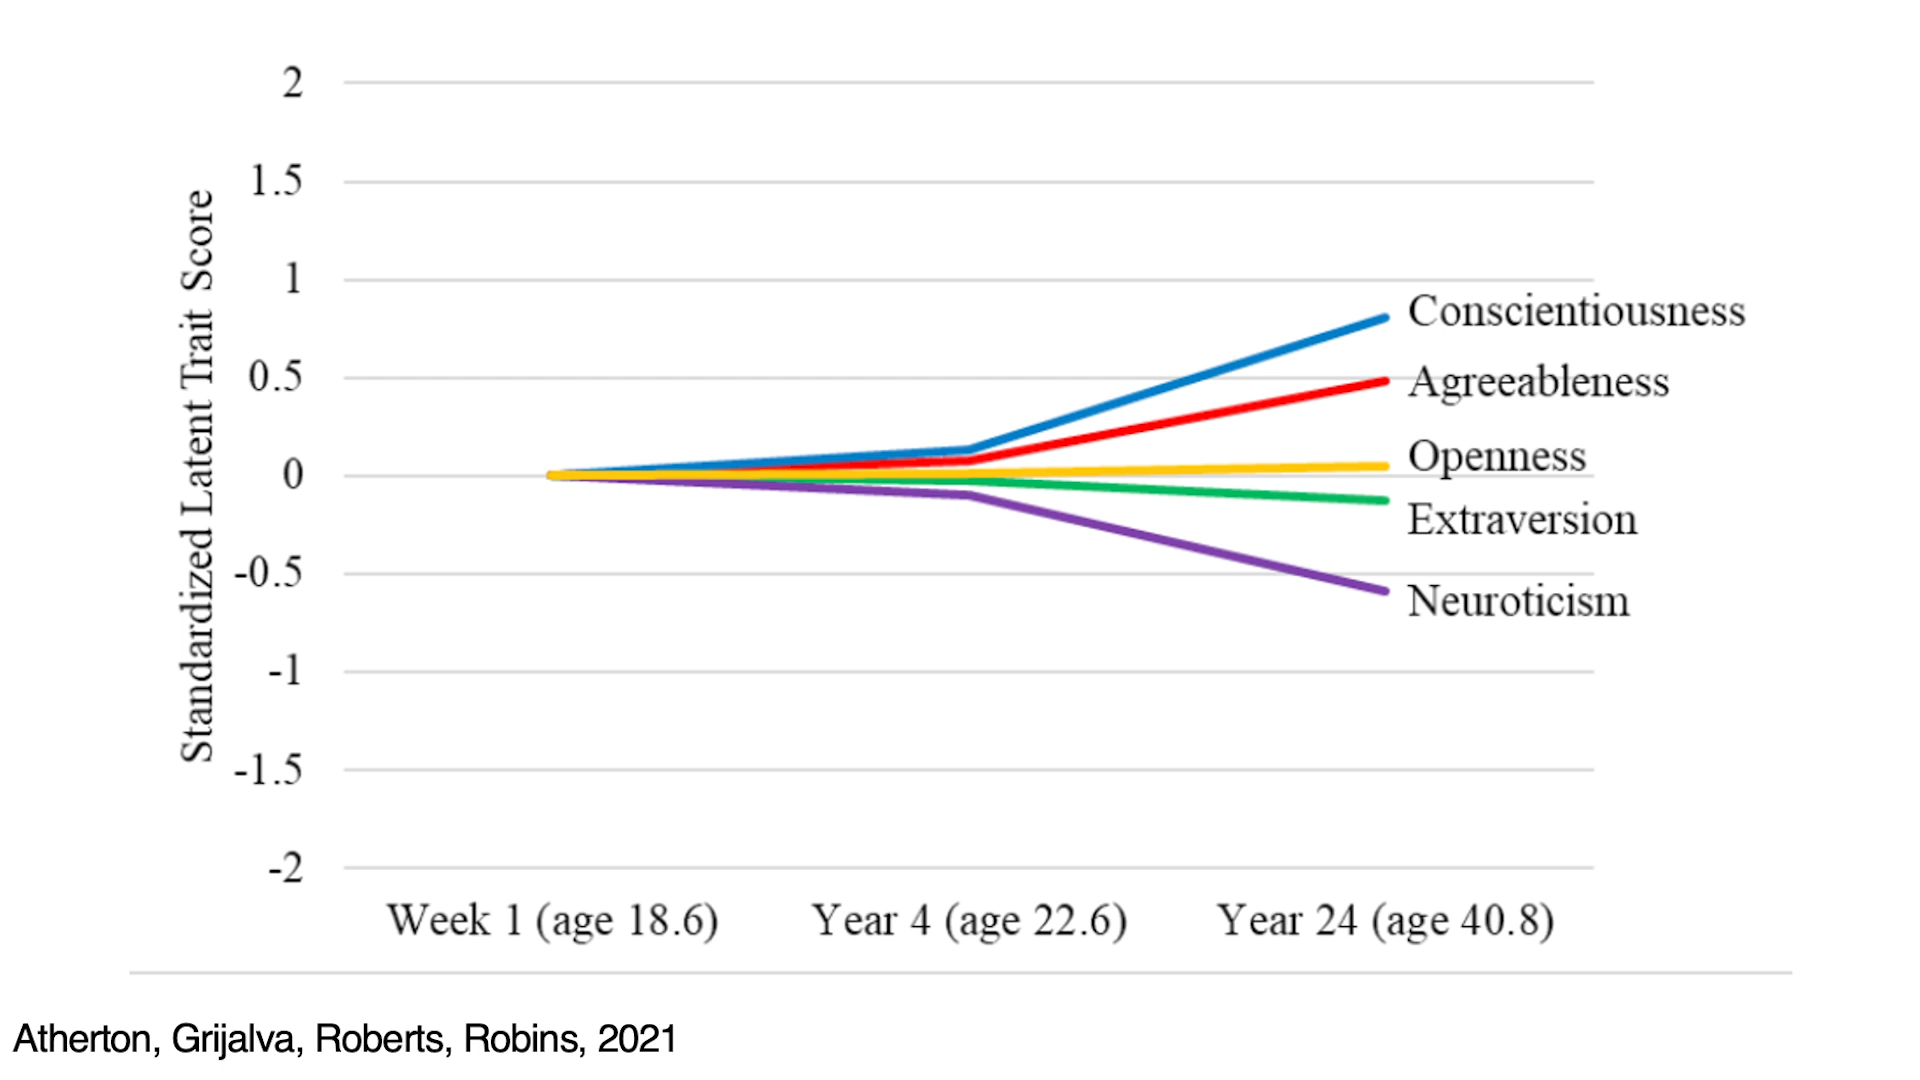 Standardized Latent Trait Score
2
1.5
1
0.5
0
-0.5
-1
-1.5
-2
Conscientiousness
Agreeableness
Openness
Extraversion
Neuroticism
Week 1 (age 18.6) Year 4 (age 22.6) Year 24 (age 40.8)
Atherton, Grijalva, Roberts, Robins, 2021